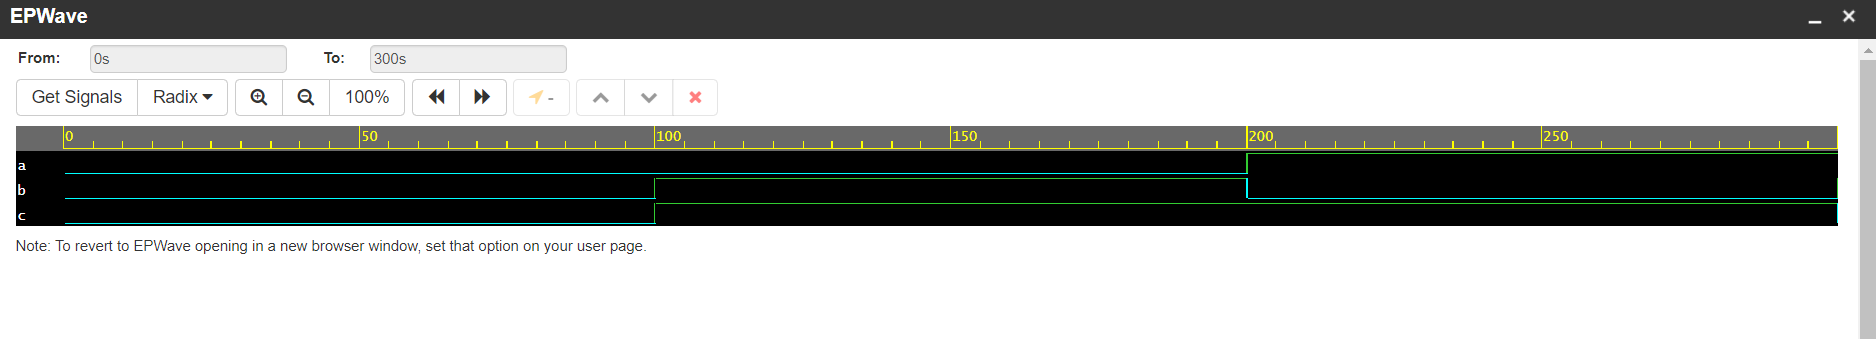 EPWave
From: 0s To: 300s
Get Signals Radix 100% -
0 50 100 150 200 250
a
b
c
Note: To revert to EPWave opening in a new browser window, set that option on your user page.